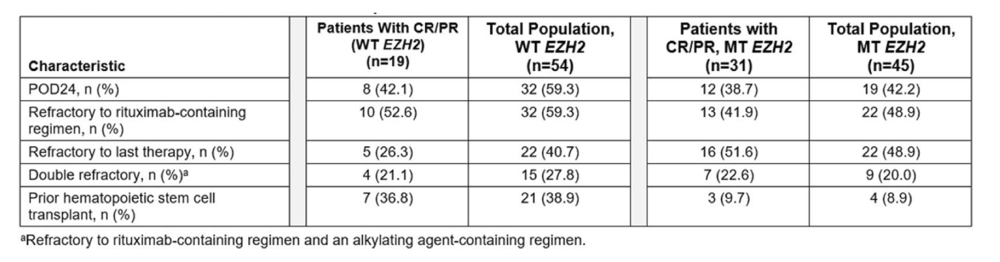 Characteristic
Patients With CR/PR
(WT EZH2)
(n=19)
Total Population,
WT EZH2
(n=54)
Patients with
CR/PR, MT EZH2
(n=31)
Total Population,
MT EZH2
(n=45)
POD24, n (%)
8 (42.1)
32 (59.3)
12 (38.7)
19 (42.2)
Refractory to rituximab-containing
regimen, n (%)
10 (52.6)
32 (59.3)
13 (41.9)
22 (48.9)
Refractory to last therapy, n (%)
5 (26.3)
22 (40.7)
16 (51.6)
22 (48.9)
Double refractory, n (%)ᵃ
4 (21.1)
15 (27.8)
7 (22.6)
9 (20.0)
Prior hematopoietic stem cell
transplant, n (%)
7 (36.8)
21 (38.9)
3 (9.7)
4 (8.9)
ᵃRefractory to rituximab-containing regimen and an alkylating agent-containing regimen.